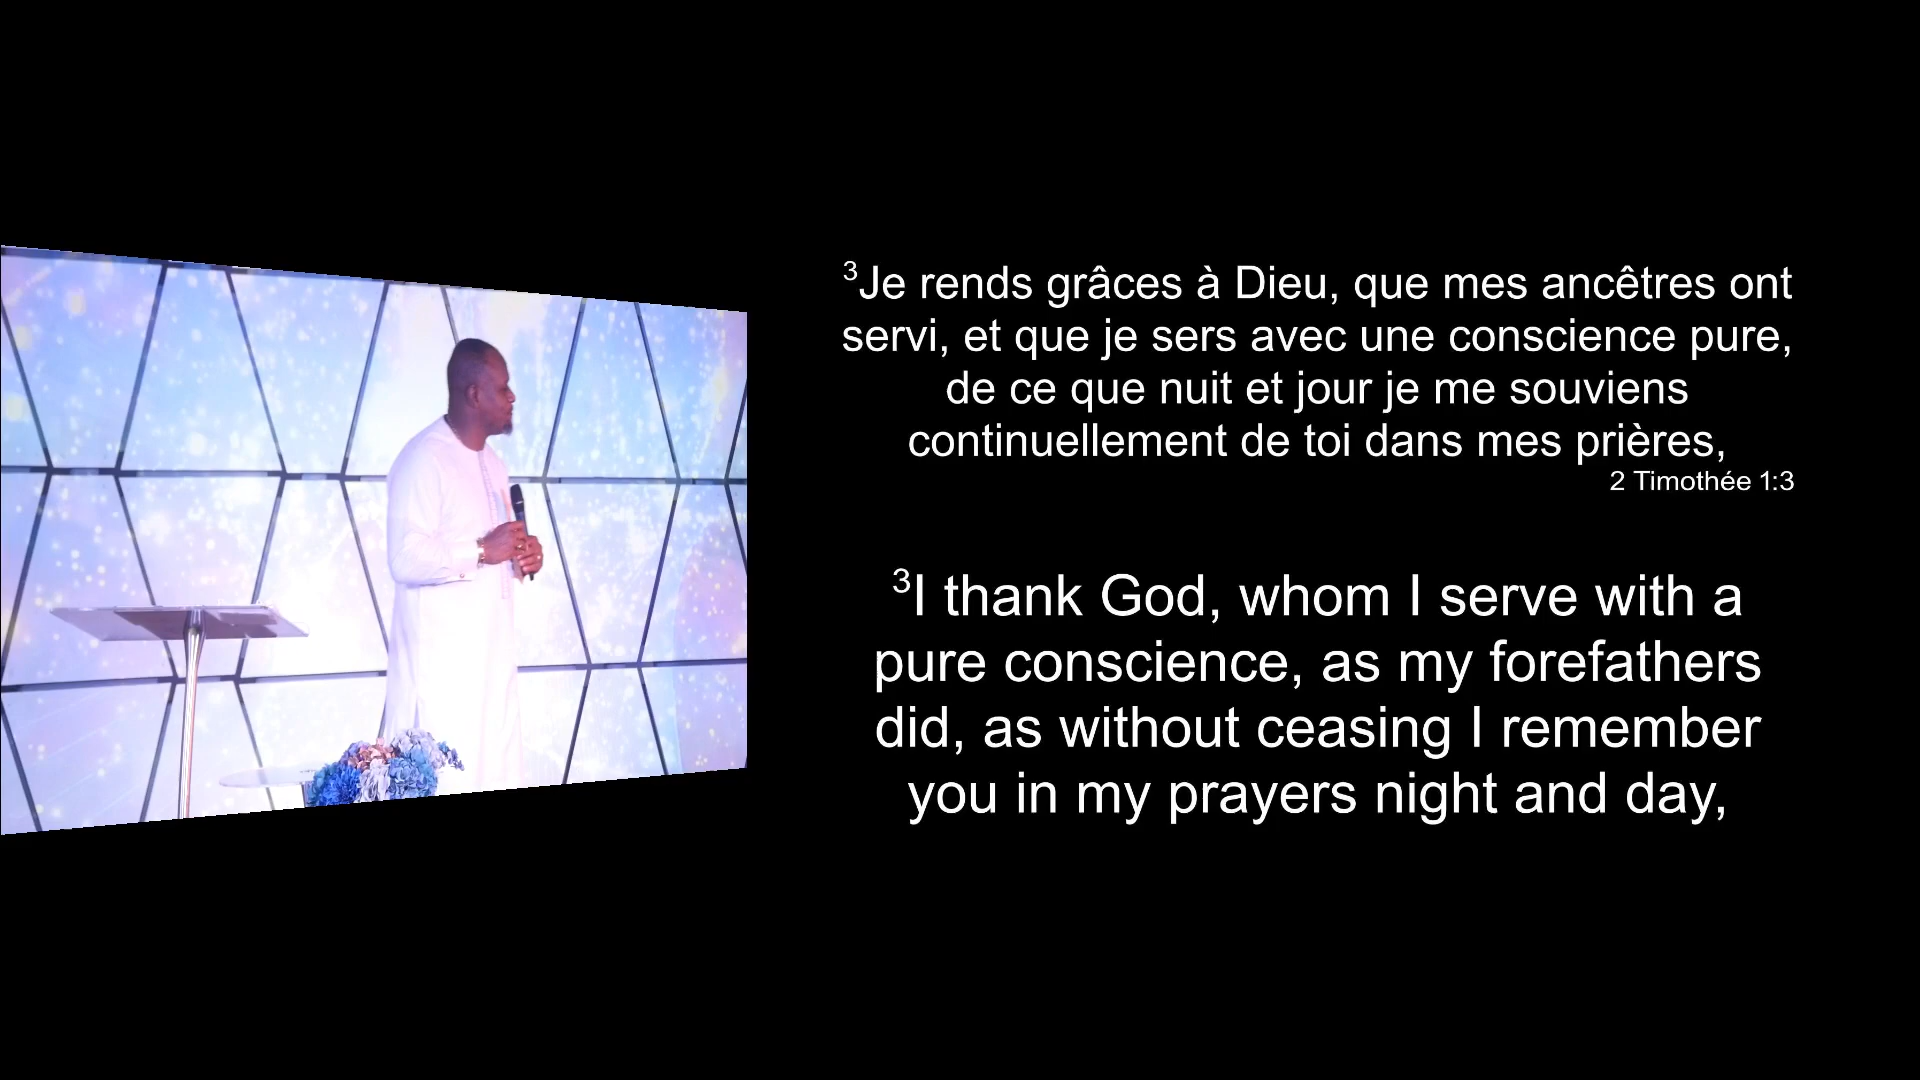 ³Je rends grâces à Dieu, que mes ancêtres ont
servi, et que je sers avec une conscience pure,
de ce que nuit et jour je me souviens
continuellement de toi dans mes prières,
2 Timothée 1:3
³I thank God, whom I serve with a
pure conscience, as my forefathers
did, as without ceasing I remember
you in my prayers night and day,